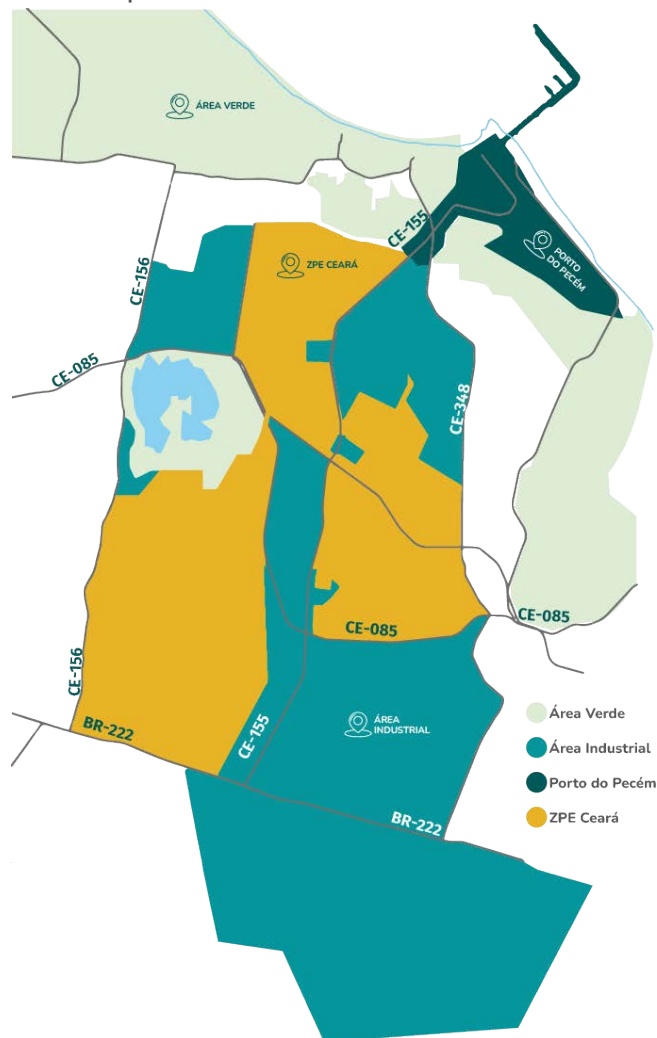 ÁREA VERDE
CE-155
ZPE CEARÁ
PORTO
DO PECÉM
CE-156
CE-085
CE-348
CE-085
CE-085
CE-156
BR-222
CE-155
ÁREA
INDUSTRIAL
BR-222
Área Verde
Área Industrial
Porto do Pecém
ZPE Ceará